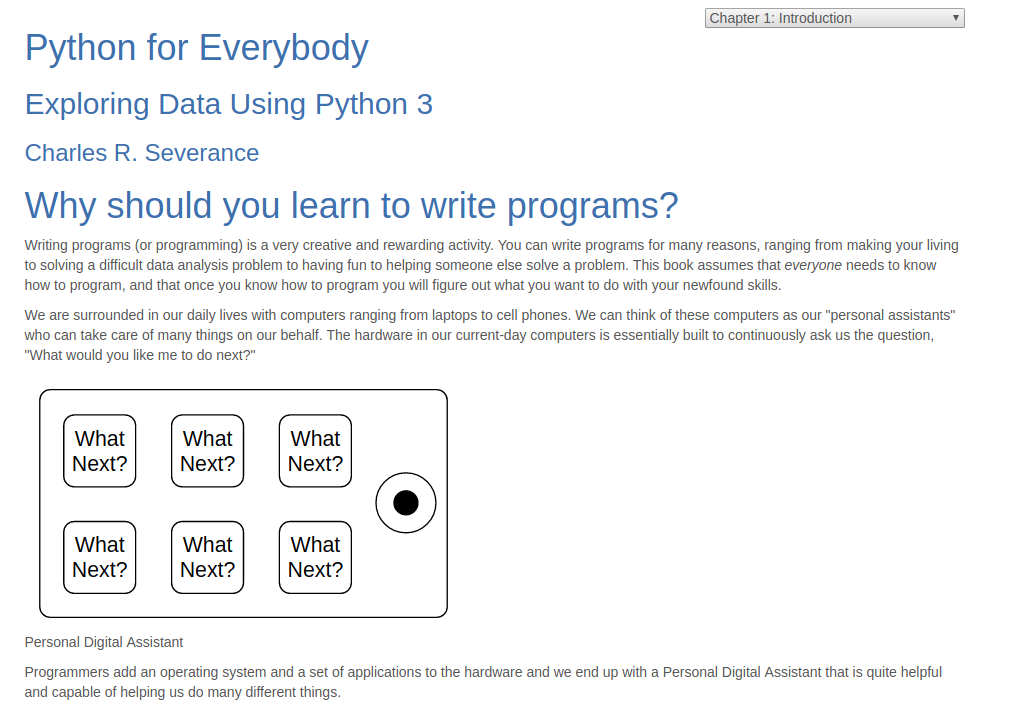 Chapter 1: Introduction
Python for Everybody
Exploring Data Using Python 3
Charles R. Severance
Why should you learn to write programs?
Writing programs (or programming) is a very creative and rewarding activity. You can write programs for many reasons, ranging from making your living
to solving a difficult data analysis problem to having fun to helping someone else solve a problem. This book assumes that everyone needs to know
how to program, and that once you know how to program you will figure out what you want to do with your newfound skills.
We are surrounded in our daily lives with computers ranging from laptops to cell phones. We can think of these computers as our "personal assistants"
who can take care of many things on our behalf. The hardware in our current-day computers is essentially built to continuously ask us the question,
"What would you like me to do next?"
What What What
Next? Next? Next?
What What What
Next? Next? Next?
Personal Digital Assistant
Programmers add an operating system and a set of applications to the hardware and we end up with a Personal Digital Assistant that is quite helpful
and capable of helping us do many different things.